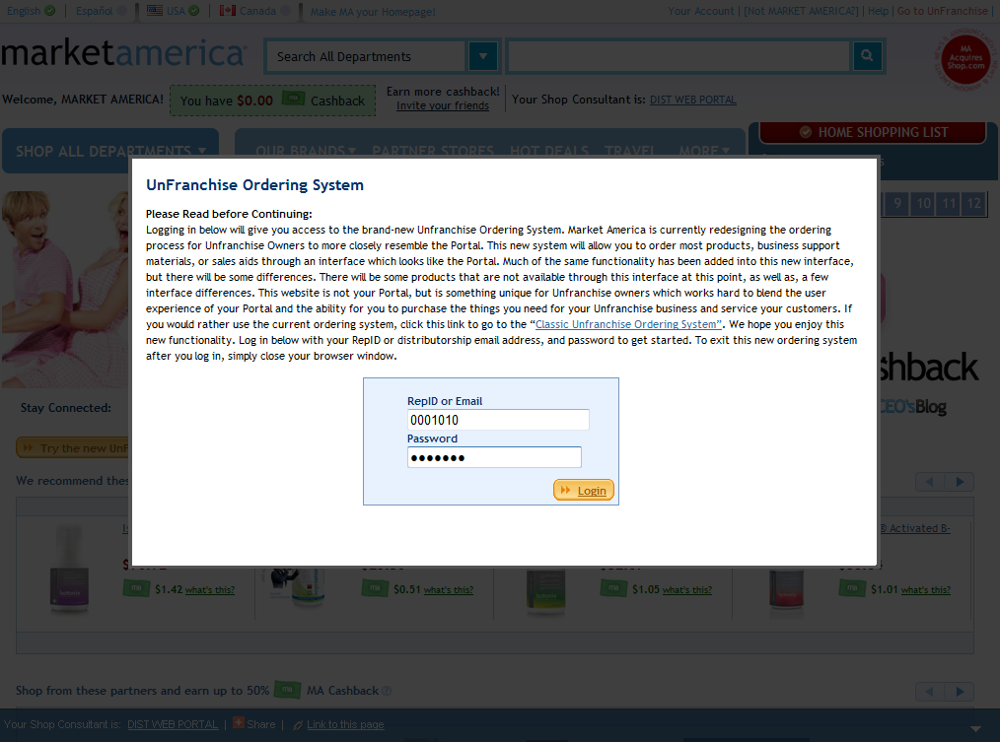 English Español USA Canada Make MA your Homepage!
Your Account | [Not MARKET AMERICA?] | Help | Go to UnFranchise |
marketamerica
Search All Departments
MA Acquires Shop.com
Welcome, MARKET AMERICA!
You have $0.00 ma Cashback
Earn more cashback!
Invite your friends
Your Shop Consultant is: DIST WEB PORTAL
HOME SHOPPING LIST
SHOP ALL DEPARTMENTS
OUR BRANDS PARTNER STORES HOT DEALS TRAVEL MORE
9 10 11 12
UnFranchise Ordering System
Please Read before Continuing:
Logging in below will give you access to the brand-new Unfranchise Ordering System. Market America is currently redesigning the ordering
process for Unfranchise Owners to more closely resemble the Portal. This new system will allow you to order most products, business support
materials, or sales aids through an interface which looks like the Portal. Much of the same functionality has been added into this new interface,
but there will be some differences. There will be some products that are not available through this interface at this point, as well as, a few
interface differences. This website is not your Portal, but is something unique for Unfranchise owners which works hard to blend the user
experience of your Portal and the ability for you to purchase the things you need for your Unfranchise business and service your customers. If
you would rather use the current ordering system, click this link to go to the “Classic Unfranchise Ordering System”. We hope you enjoy this
new functionality. Log in below with your RepID or distributorship email address, and password to get started. To exit this new ordering system
after you log in, simply close your browser window.
RepID or Email
0001010
Password
•••••••
Login
shback
CEO'sBlog
Stay Connected:
Try the new UnF
We recommend thes
® Activated B-
ma $1.42 what's this?
ma $0.51 what's this?
ma $1.05 what's this?
ma $1.01 what's this?
Shop from these partners and earn up to 50% ma MA Cashback
Your Shop Consultant is: DIST WEB PORTAL | Share | Link to this page